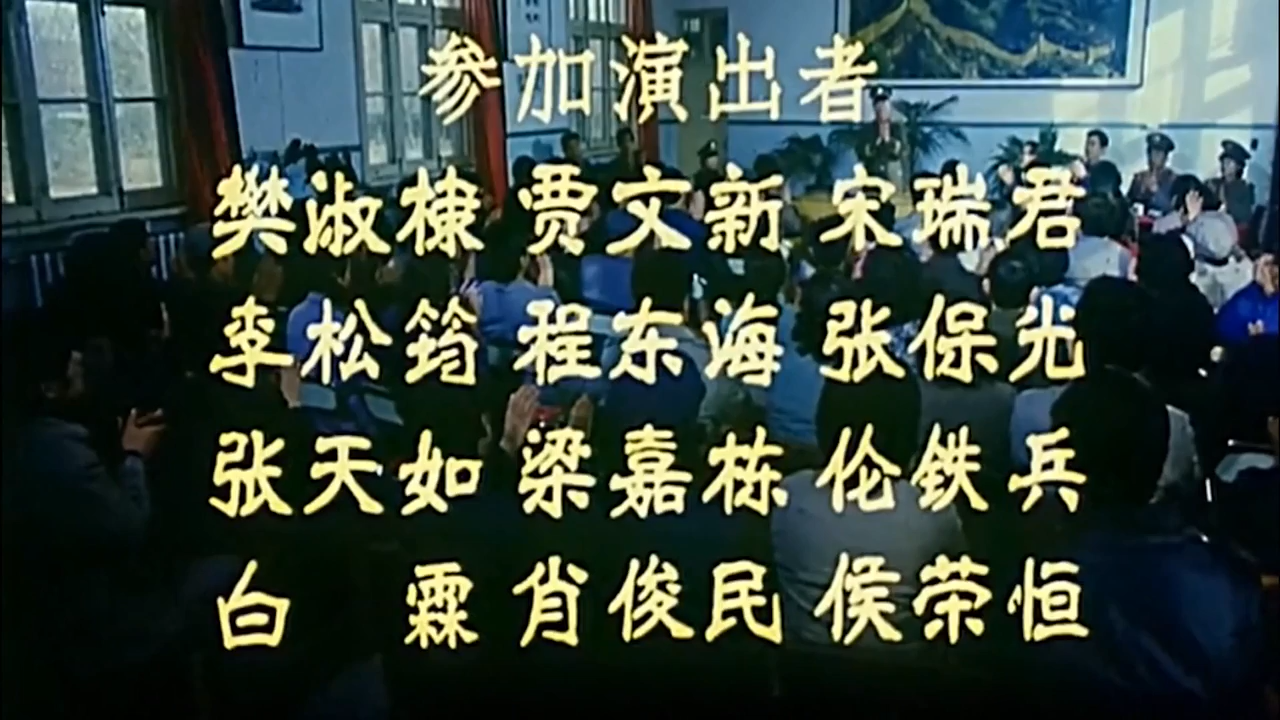 参加演出者
樊淑棣 贾文新 宋瑞君
李松筠 程东海 张保光
张天如 梁嘉栋 伦铁兵
白 霖 肖俊民 侯荣恒